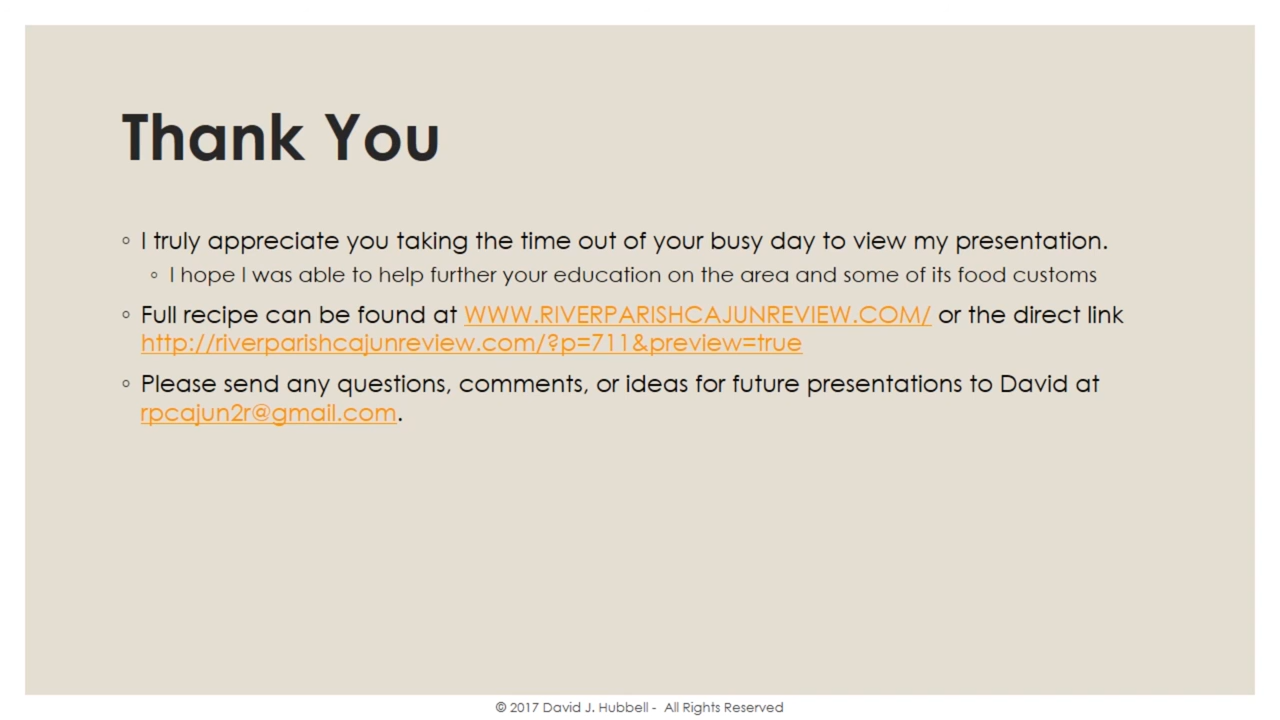 Thank You
◦ I truly appreciate you taking the time out of your busy day to view my presentation.
◦ I hope I was able to help further your education on the area and some of its food customs
◦ Full recipe can be found at WWW.RIVERPARISHCAJUNREVIEW.COM/ or the direct link
http://riverparishcajunreview.com/?p=711&preview=true
◦ Please send any questions, comments, or ideas for future presentations to David at
rpcajun2r@gmail.com.
© 2017 David J. Hubbell - All Rights Reserved